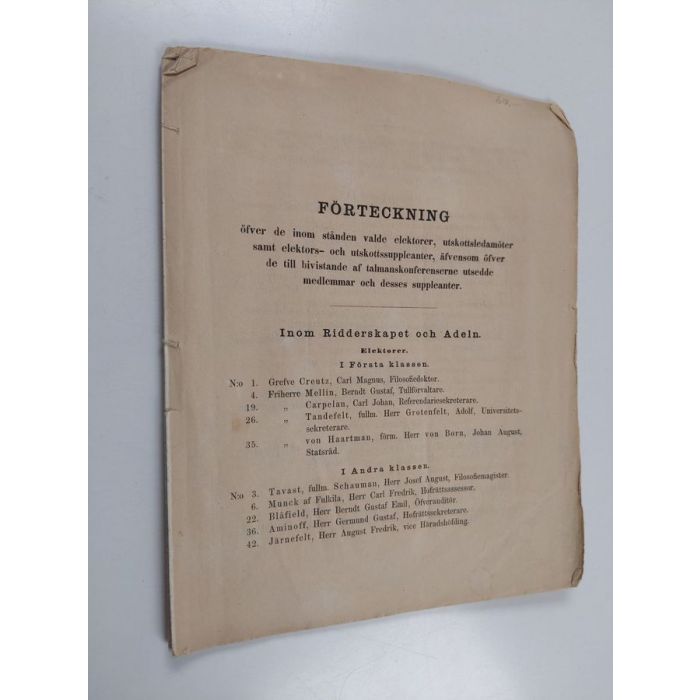 FÖRTECKNING
öfver de inom stånden valde elektorer, utskottsledamöter
samt elektors- och utskottssuppleanter, äfvensom öfver
de till bivistande af talmanskonferenserne utsedde
medlemmar och desses suppleanter.
Inom Ridderskapet och Adeln.
Elektorer.
I Första klassen.
N:o 1. Grefve Creutz, Carl Magnus, Filosofiedoktor.
4. Friherre Mellin, Berndt Gustaf, Tullförvaltare.
19. „ Carpelan, Carl Johan, Referendariesekreterare.
26. „ Tandefelt, fullm. Herr Grotenfelt, Adolf, Universitets-
sekreterare.
35. „ von Haartman, förm. Herr von Born, Johan August,
Statsråd.
I Andra klassen.
N:o 3. Tavast, fullm. Schauman, Herr Josef August, Filosofiemagister.
6. Munck af Fulkila, Herr Carl Fredrik, Hofrättsassessor.
22. Blåfield, Herr Berndt Gustaf Emil, Öfverauditör.
36. Aminoff, Herr Germund Gustaf, Hofrättssekreterare.
42. Järnefelt, Herr August Fredrik, vice Häradshöfding.